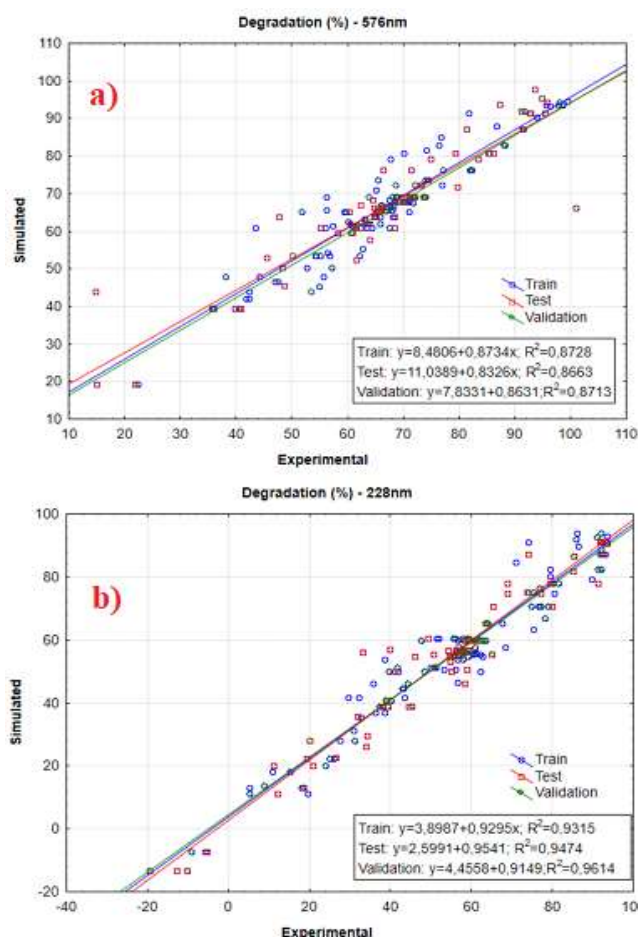 Degradation (%) - 576nm
a)
110
100
90
80
70
60
50
40
30
20
10
Simulated
Train
Test
Validation
Train: y=8,4806+0,8734x; R²=0,8728
Test: y=11,0389+0,8326x; R²=0,8663
Validation: y=7,8331+0,8631x;R²=0,8713
10 20 30 40 50 60 70 80 90 100 110
Experimental
Degradation (%) - 228nm
b)
100
80
60
40
20
0
-20
Simulated
Train
Test
Validation
Train: y=3,8987+0,9295x; R²=0,9315
Test: y=2,5991+0,9541x; R²=0,9474
Validation: y=4,4558+0,9149x;R²=0,9614
-40 -20 0 20 40 60 80 100
Experimental